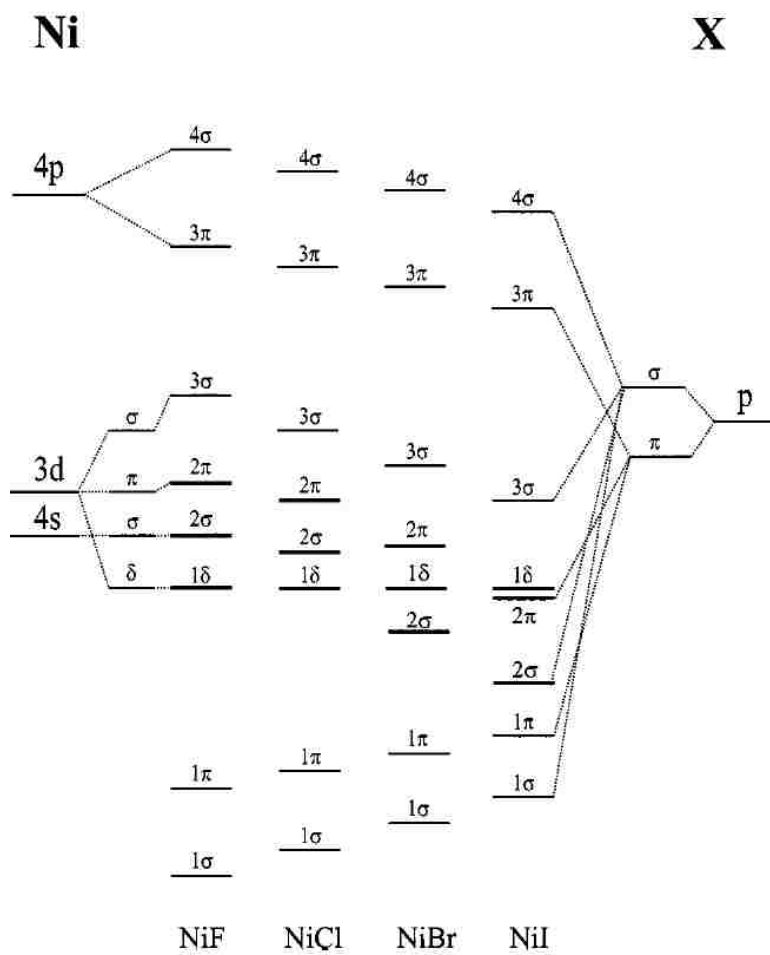 Ni X
4σ
4p 4σ
4σ
4σ
3π
3π
3π
3π
3σ
σ
σ 3σ p
3σ π
3d π 2π
2π 3σ
4s σ 2σ
2σ 2π
δ 1δ 1δ 1δ 1δ
2π
2σ
2σ
1π
1π
1π
1π
1σ
1σ
1σ
1σ
NiF NiCl NiBr NiI